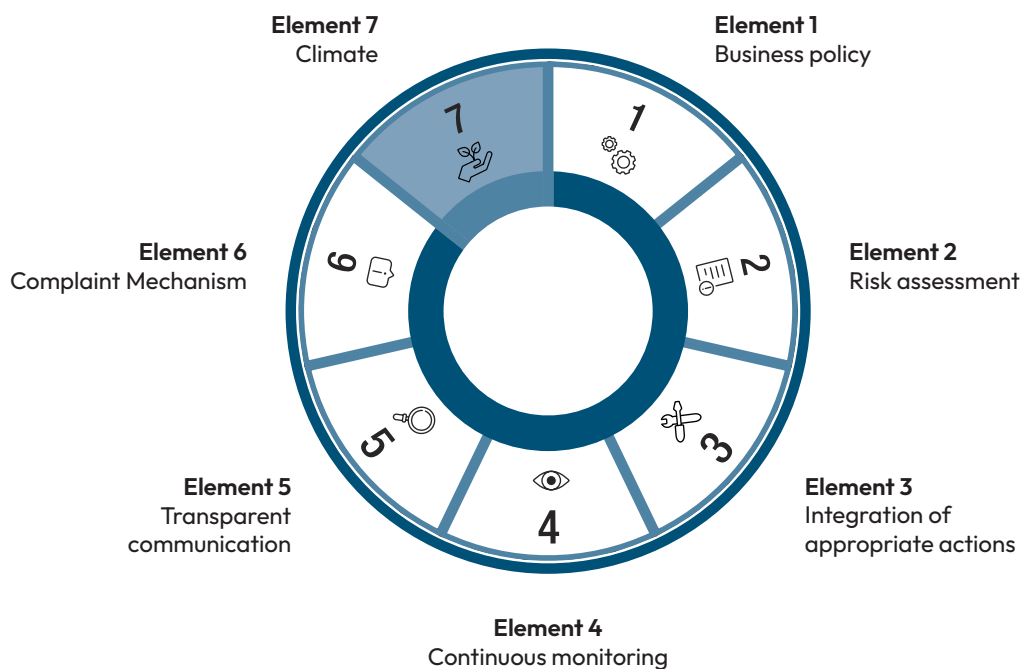 Element 7
Climate
Element 1
Business policy
7
1
Element 6
Complaint Mechanism
6
2
Element 2
Risk assessment
5
3
Element 5
Transparent
communication
4
Element 3
Integration of
appropriate actions
Element 4
Continuous monitoring